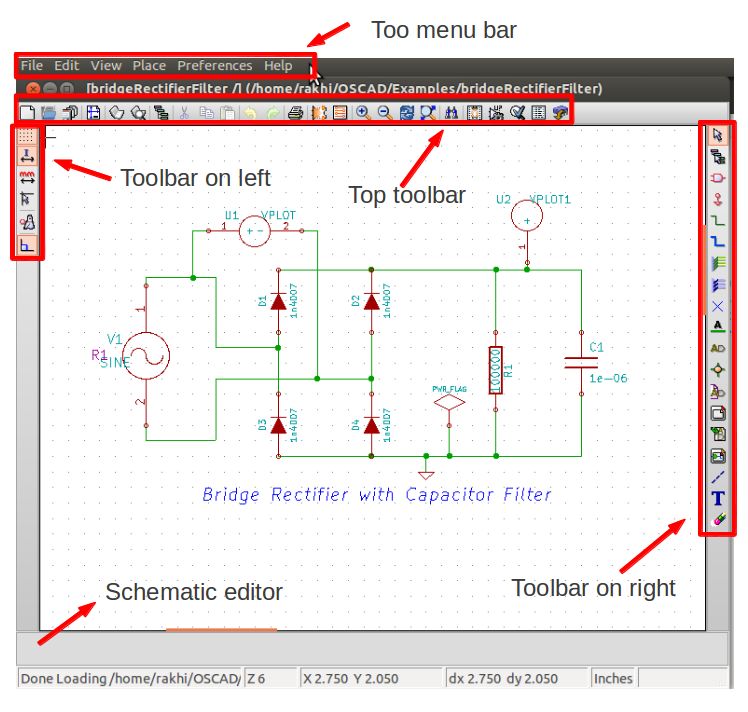 Too menu bar
File Edit View Place Preferences Help
[bridgeRectifierFilter /] (/home/rakhi/OSCAD/Examples/bridgeRectifierFilter)
Toolbar on left
Top toolbar
U1 VPLOT
1 + - 2
U2 VPLOT1
+
1
D1 1n4007
D2 1n4007
1
V1
R1 SINE
2
100000 R1
C1
1e-06
PWR_FLAG
D3 1n4007
D4 1n4007
Bridge Rectifier with Capacitor Filter
Schematic editor
Toolbar on right
Done Loading /home/rakhi/OSCAD/ Z 6 X 2.750 Y 2.050 dx 2.750 dy 2.050 Inches